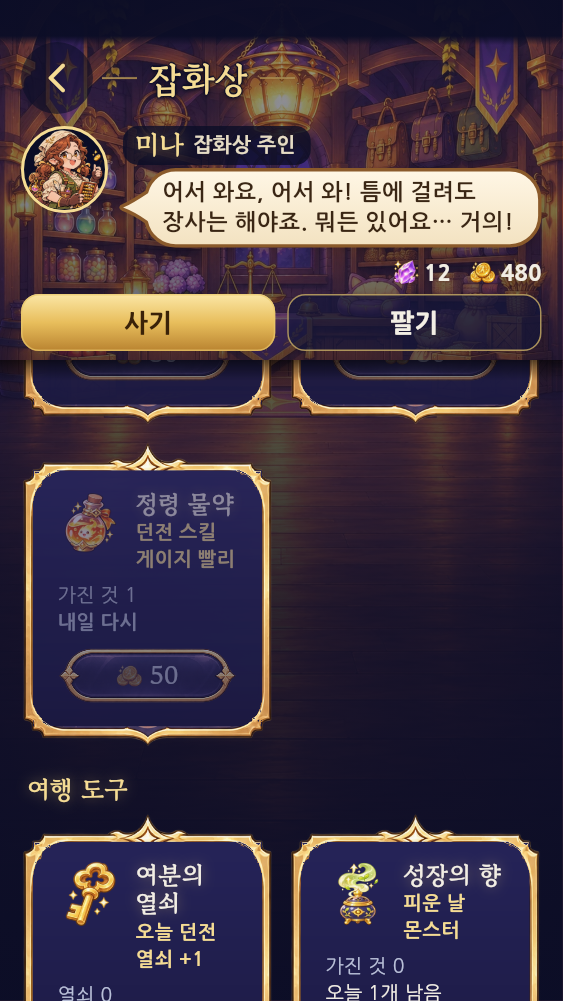 잡화상
미나 잡화상 주인
어서 와요, 어서 와! 틈에 걸려도
장사는 해야죠. 뭐든 있어요… 거의!
12 480
사기 팔기
정령 물약
던전 스킬
게이지 빨리
가진 것 1
내일 다시
50
여행 도구
여분의
열쇠
오늘 던전
열쇠 +1
열쇠 0
성장의 향
피운 날
몬스터
가진 것 0
오늘 1개 남음